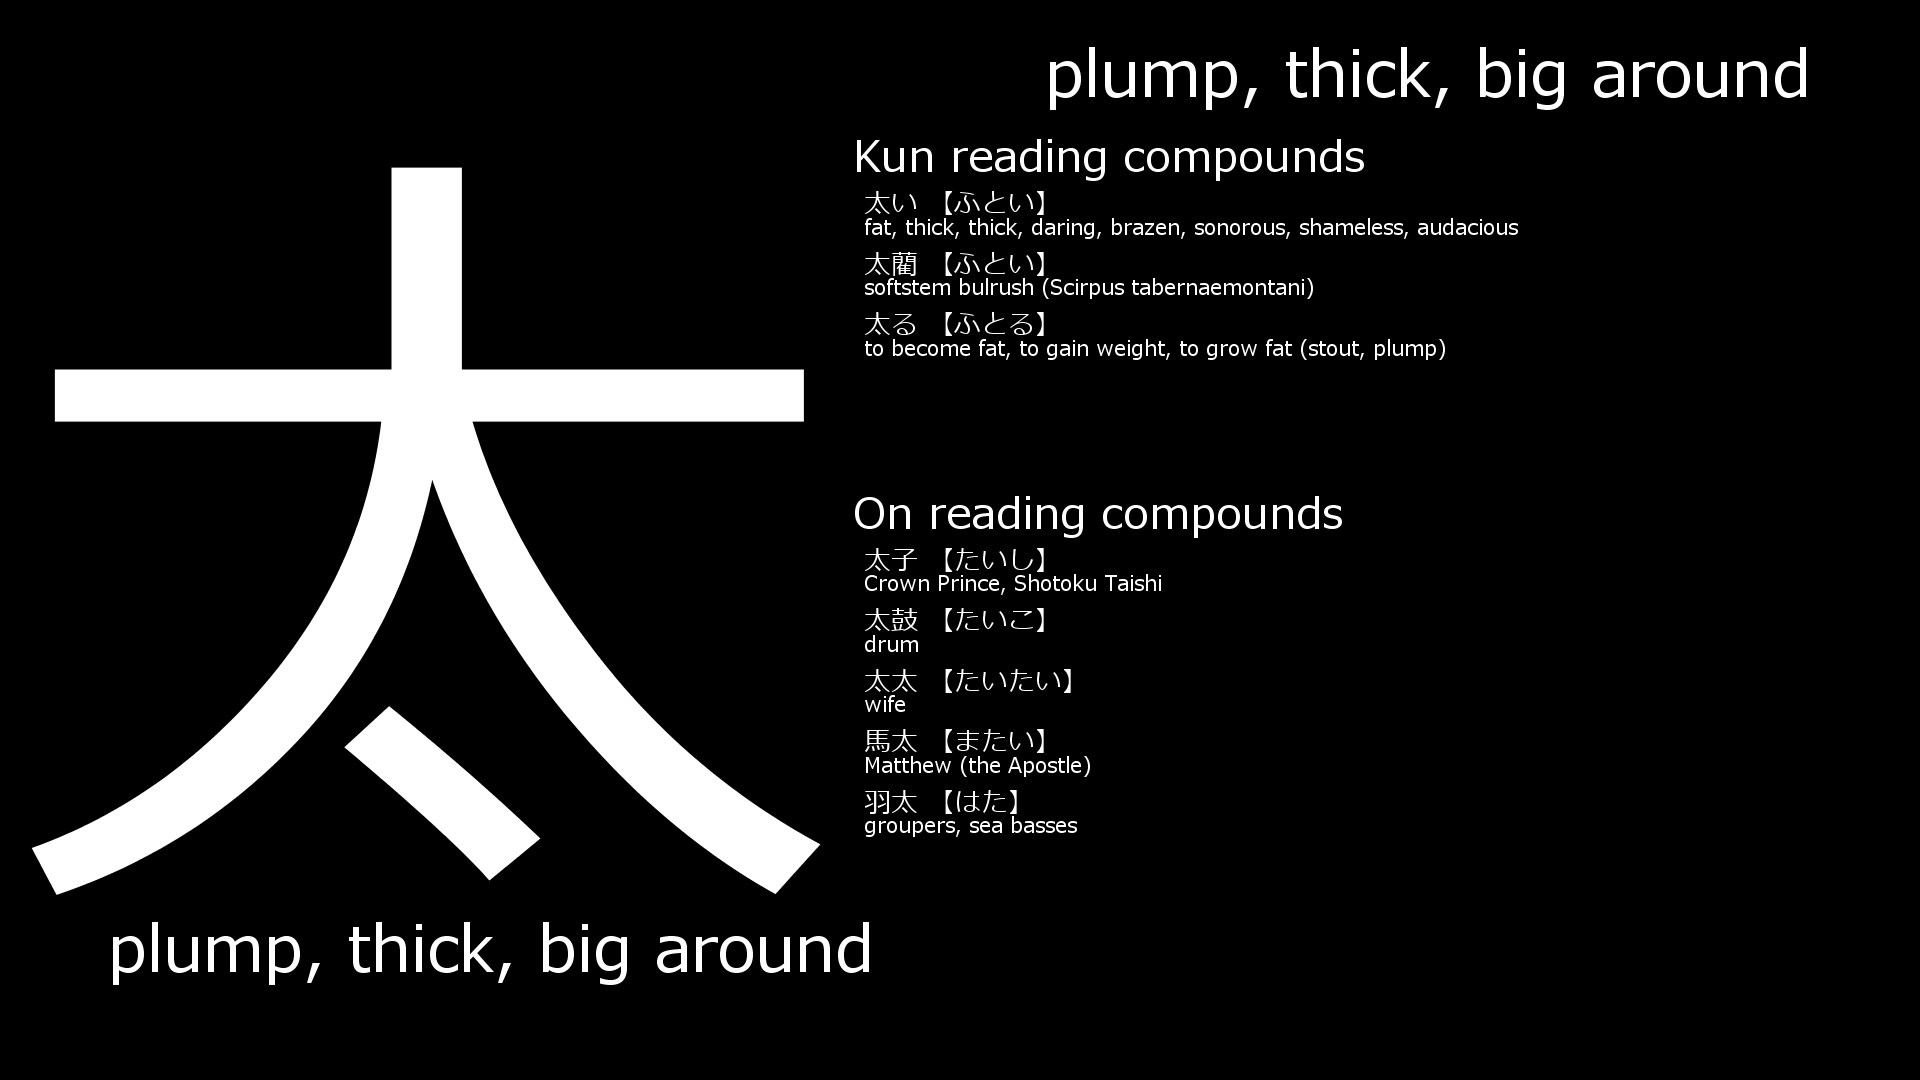 太
plump, thick, big around
plump, thick, big around
Kun reading compounds
太い 【ふとい】
fat, thick, thick, daring, brazen, sonorous, shameless, audacious
太藺 【ふとい】
softstem bulrush (Scirpus tabernaemontani)
太る 【ふとる】
to become fat, to gain weight, to grow fat (stout, plump)
On reading compounds
太子 【たいし】
Crown Prince, Shotoku Taishi
太鼓 【たいこ】
drum
太太 【たいたい】
wife
馬太 【またい】
Matthew (the Apostle)
羽太 【はた】
groupers, sea basses